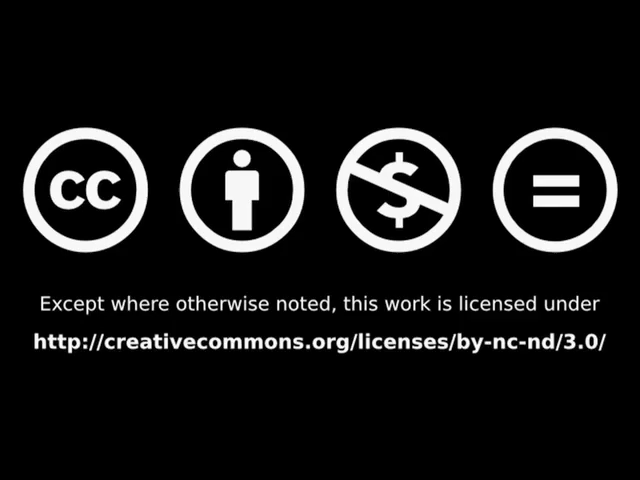 cc
$
=
Except where otherwise noted, this work is licensed under
http://creativecommons.org/licenses/by-nc-nd/3.0/